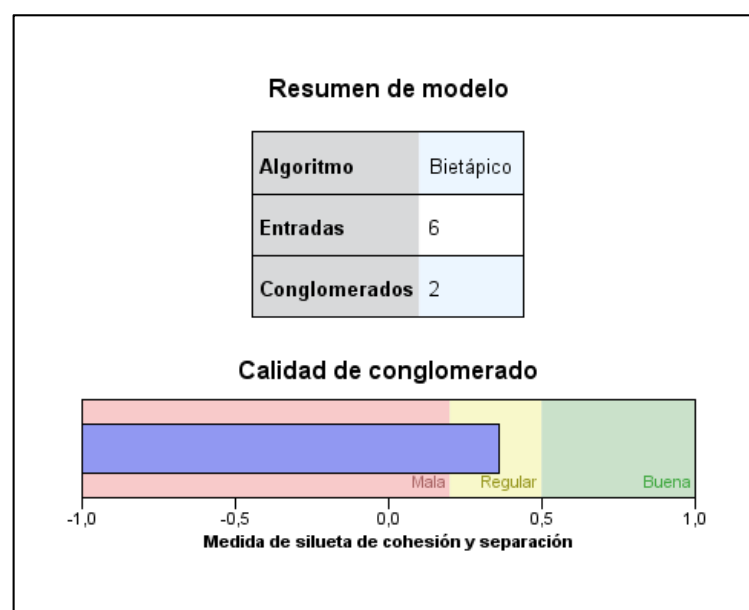 Resumen de modelo
Algoritmo Bietápico
Entradas 6
Conglomerados 2
Calidad de conglomerado
Mala Regular Buena
-1,0 -0,5 0,0 0,5 1,0
Medida de silueta de cohesión y separación